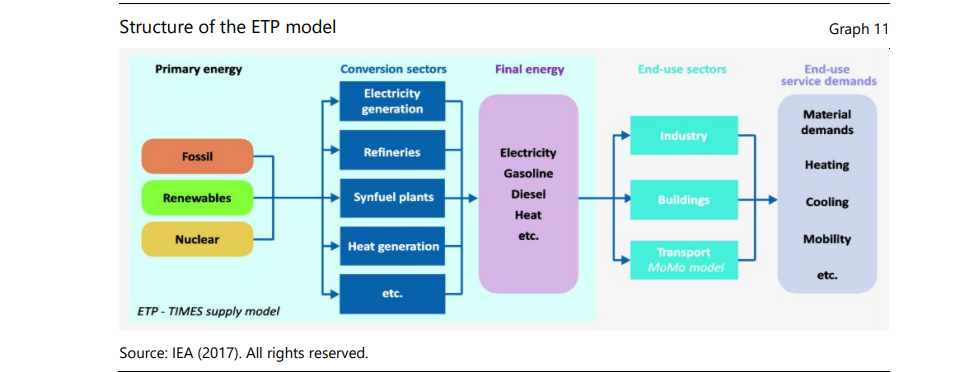 Structure of the ETP model
Graph 11
Primary energy
Conversion sectors
Final energy
End-use sectors
End-use
service demands
Fossil
Renewables
Nuclear
Electricity
generation
Refineries
Synfuel plants
Heat generation
etc.
Electricity
Gasoline
Diesel
Heat
etc.
Industry
Buildings
Transport
MoMo model
Material
demands
Heating
Cooling
Mobility
etc.
ETP - TIMES supply model
Source: IEA (2017). All rights reserved.